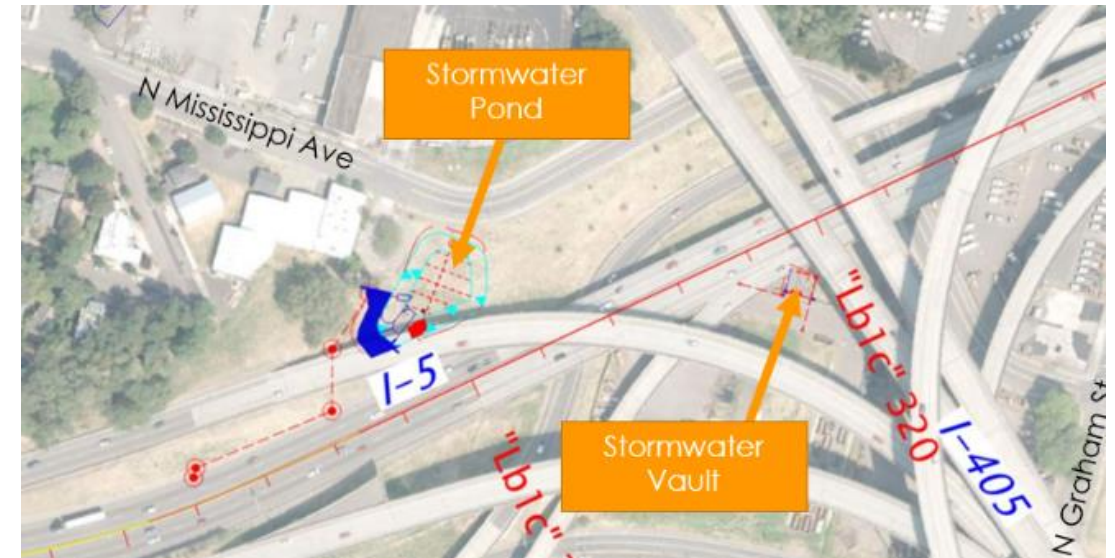 Stormwater
Pond
N Mississippi Ave
"Lb1c" 320
I-5
Stormwater
Vault
"Lb1c"
I-405
N Graham St